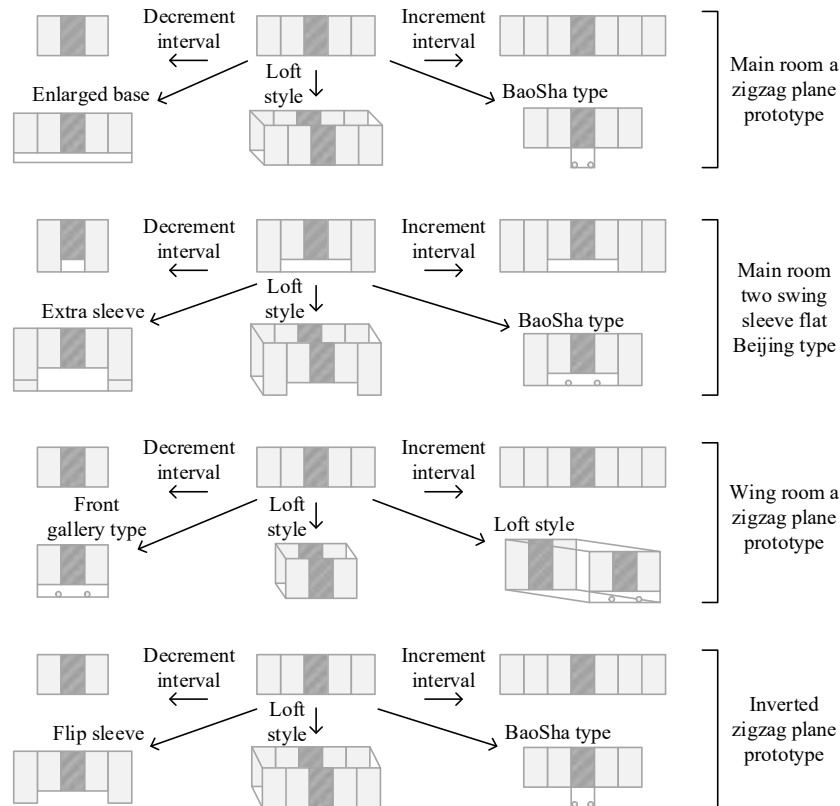 Decrement
interval
Increment
interval
Loft
style
Enlarged base
BaoSha type
Main room a
zigzag plane
prototype
Decrement
interval
Increment
interval
Loft
style
Extra sleeve
BaoSha type
Main room
two swing
sleeve flat
Beijing type
Decrement
interval
Increment
interval
Front
gallery type
Loft
style
Loft style
Wing room a
zigzag plane
prototype
Decrement
interval
Increment
interval
Loft
style
Flip sleeve
BaoSha type
Inverted
zigzag plane
prototype